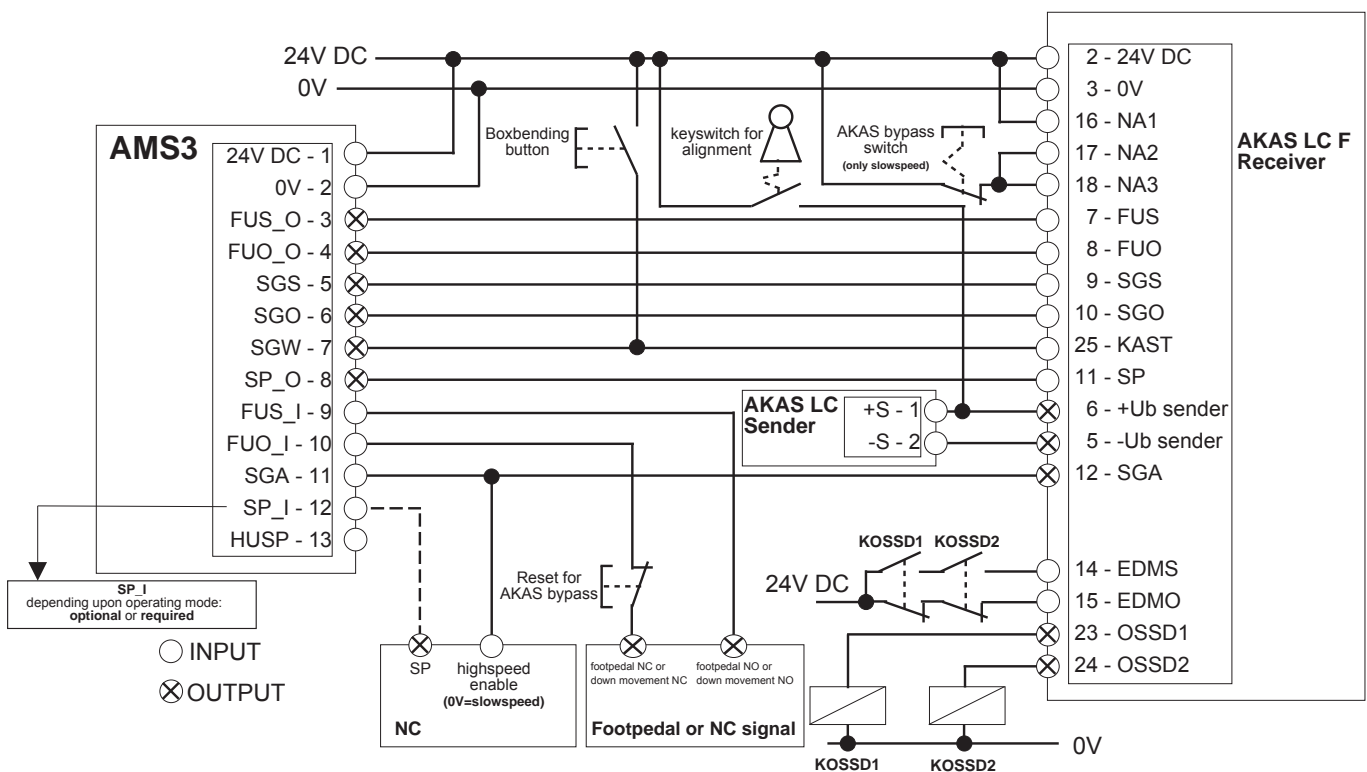 24V DC
0V
AMS3
24V DC - 1
0V - 2
FUS_O - 3
FUO_O - 4
SGS - 5
SGO - 6
SGW - 7
SP_O - 8
FUS_I - 9
FUO_I - 10
SGA - 11
SP_I - 12
HUSP - 13
SP_I
depending upon operating mode:
optional or required
INPUT
OUTPUT
Boxbending
button
keyswitch for
alignment
AKAS bypass
switch
(only slowspeed)
AKAS LC F
Receiver
2 - 24V DC
3 - 0V
16 - NA1
17 - NA2
18 - NA3
7 - FUS
8 - FUO
9 - SGS
10 - SGO
25 - KAST
11 - SP
6 - +Ub sender
5 - -Ub sender
12 - SGA
14 - EDMS
15 - EDMO
23 - OSSD1
24 - OSSD2
AKAS LC
Sender
+S - 1
-S - 2
KOSSD1
KOSSD2
24V DC
Reset for
AKAS bypass
SP
highspeed
enable
(0V=slowspeed)
NC
footpedal NC or
down movement NC
footpedal NO or
down movement NO
Footpedal or NC signal
KOSSD1
KOSSD2
0V